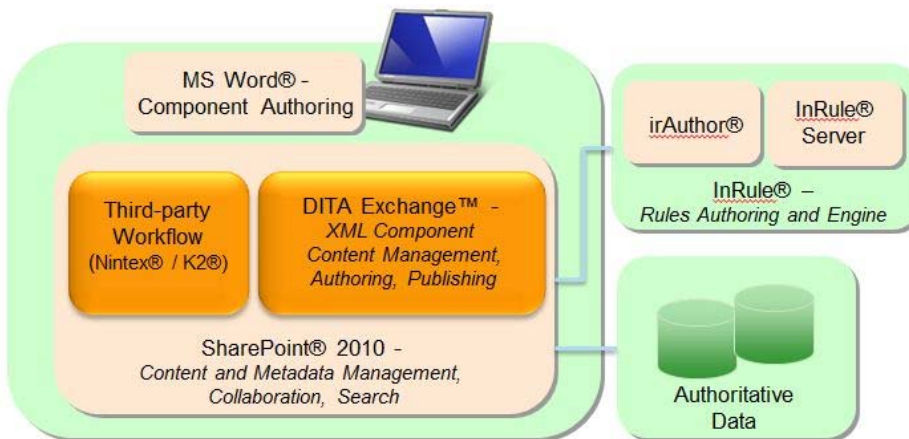 MS Word® -
Component Authoring
Third-party
Workflow
(Nintex® / K2®)
DITA Exchange™ -
XML Component
Content Management,
Authoring, Publishing
SharePoint® 2010 -
Content and Metadata Management,
Collaboration, Search
irAuthor®
InRule®
Server
InRule® –
Rules Authoring and Engine
Authoritative
Data